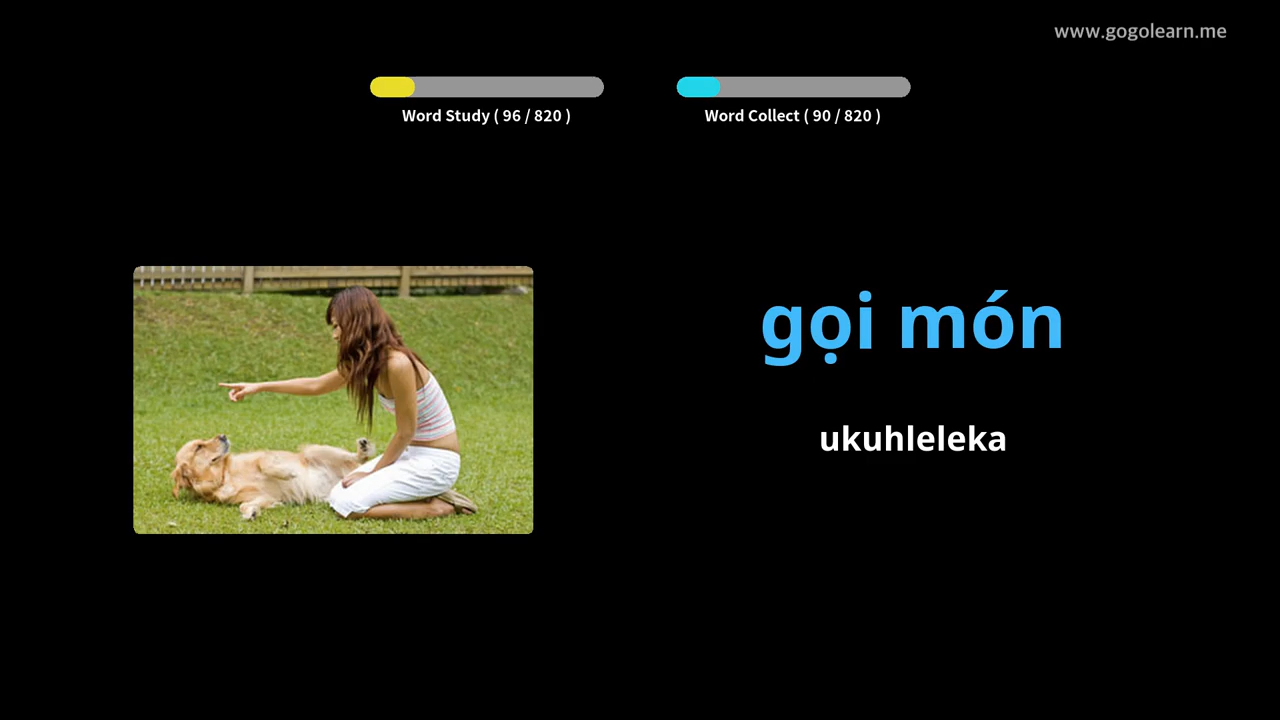 www.gogolearn.me
Word Study ( 96 / 820 )
Word Collect ( 90 / 820 )
gọi món
ukuhleleka